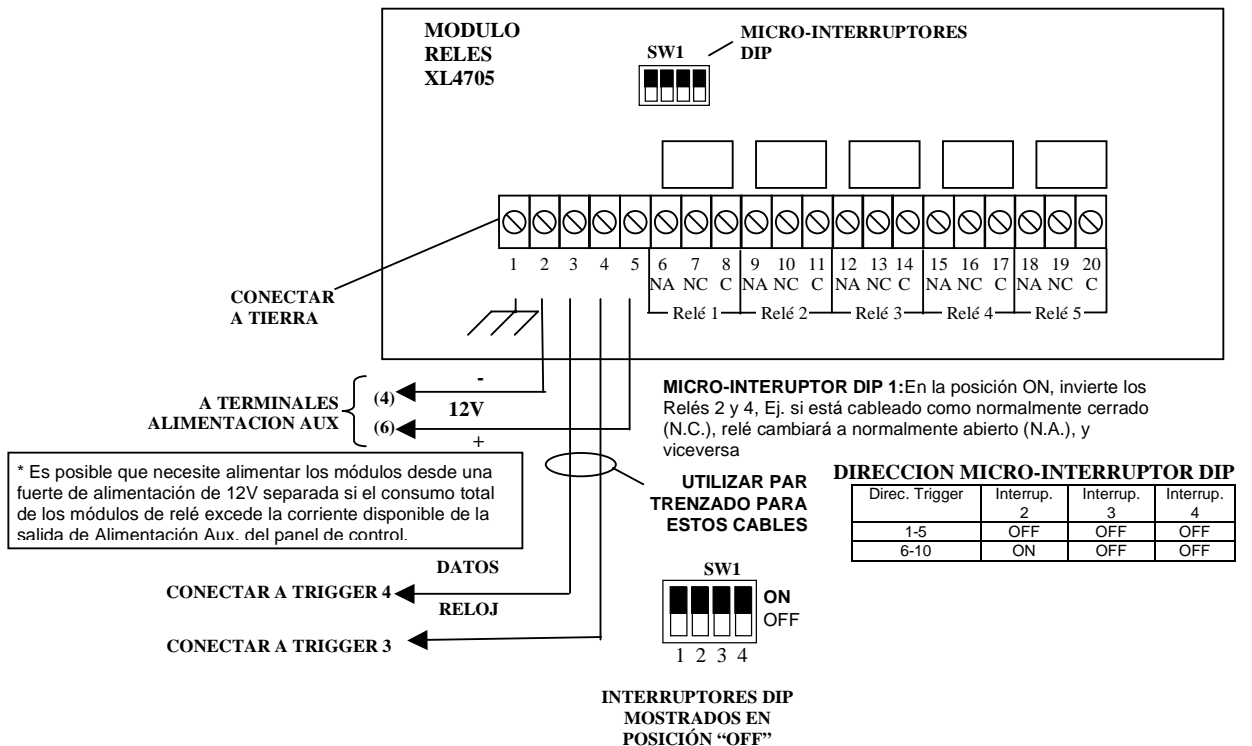 MODULO
RELES
XL4705
MICRO-INTERRUPTORES
DIP
SW1
1 2 3 4 5 6 7 8 9 10 11 12 13 14 15 16 17 18 19 20
NA NC C NA NC C NA NC C NA NC C NA NC C
Relé 1 Relé 2 Relé 3 Relé 4 Relé 5
CONECTAR
A TIERRA
A TERMINALES
ALIMENTACION AUX
(4) -
12V
(6) +
MICRO-INTERUPTOR DIP 1:En la posición ON, invierte los
Relés 2 y 4, Ej. si está cableado como normalmente cerrado
(N.C.), relé cambiará a normalmente abierto (N.A.), y
viceversa
* Es posible que necesite alimentar los módulos desde una
fuerte de alimentación de 12V separada si el consumo total
de los módulos de relé excede la corriente disponible de la
salida de Alimentación Aux. del panel de control.
UTILIZAR PAR
TRENZADO PARA
ESTOS CABLES
DIRECCION MICRO-INTERRUPTOR DIP
Direc. Trigger Interrup. Interrup. Interrup.
2 3 4
1-5 OFF OFF OFF
6-10 ON OFF OFF
DATOS
CONECTAR A TRIGGER 4
RELOJ
CONECTAR A TRIGGER 3
SW1
ON
OFF
1 2 3 4
INTERRUPTORES DIP
MOSTRADOS EN
POSICIÓN “OFF”